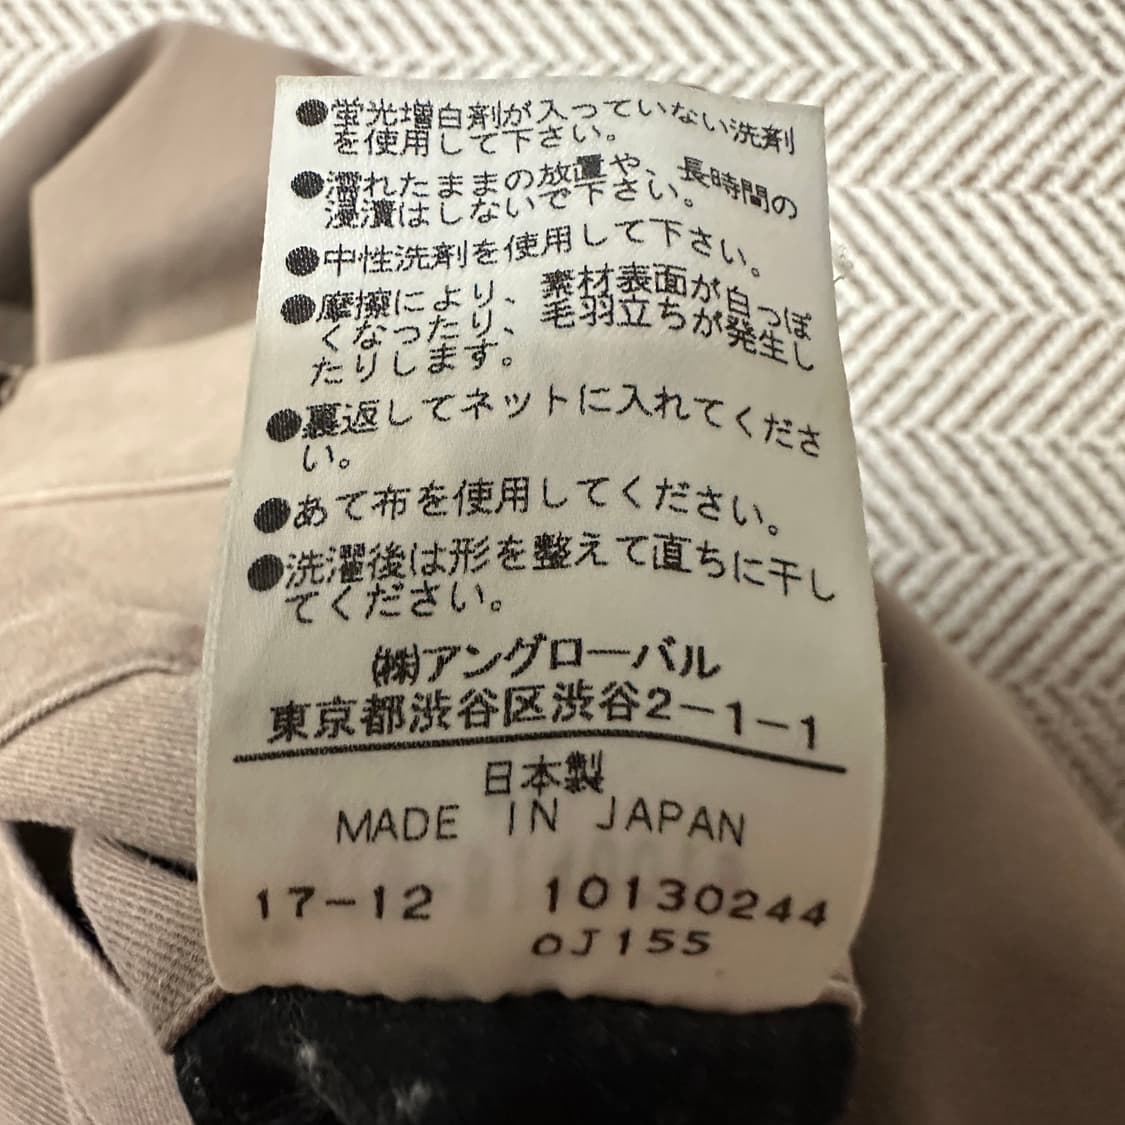 ●蛍光増白剤が入っていない洗剤
を使用して下さい。
●濡れたままの放置や、長時間の
浸漬はしないで下さい。
●中性洗剤を使用して下さい。
●摩擦により、素材表面が白っぽ
くなったり、毛羽立ちが発生し
たりします。
●裏返してネットに入れてくださ
い。
●あて布を使用してください。
●洗濯後は形を整えて直ちに干し
てください。
㈱アングローバル
東京都渋谷区渋谷2-1-1
日本製
MADE IN JAPAN
17-12 10130244
OJ155